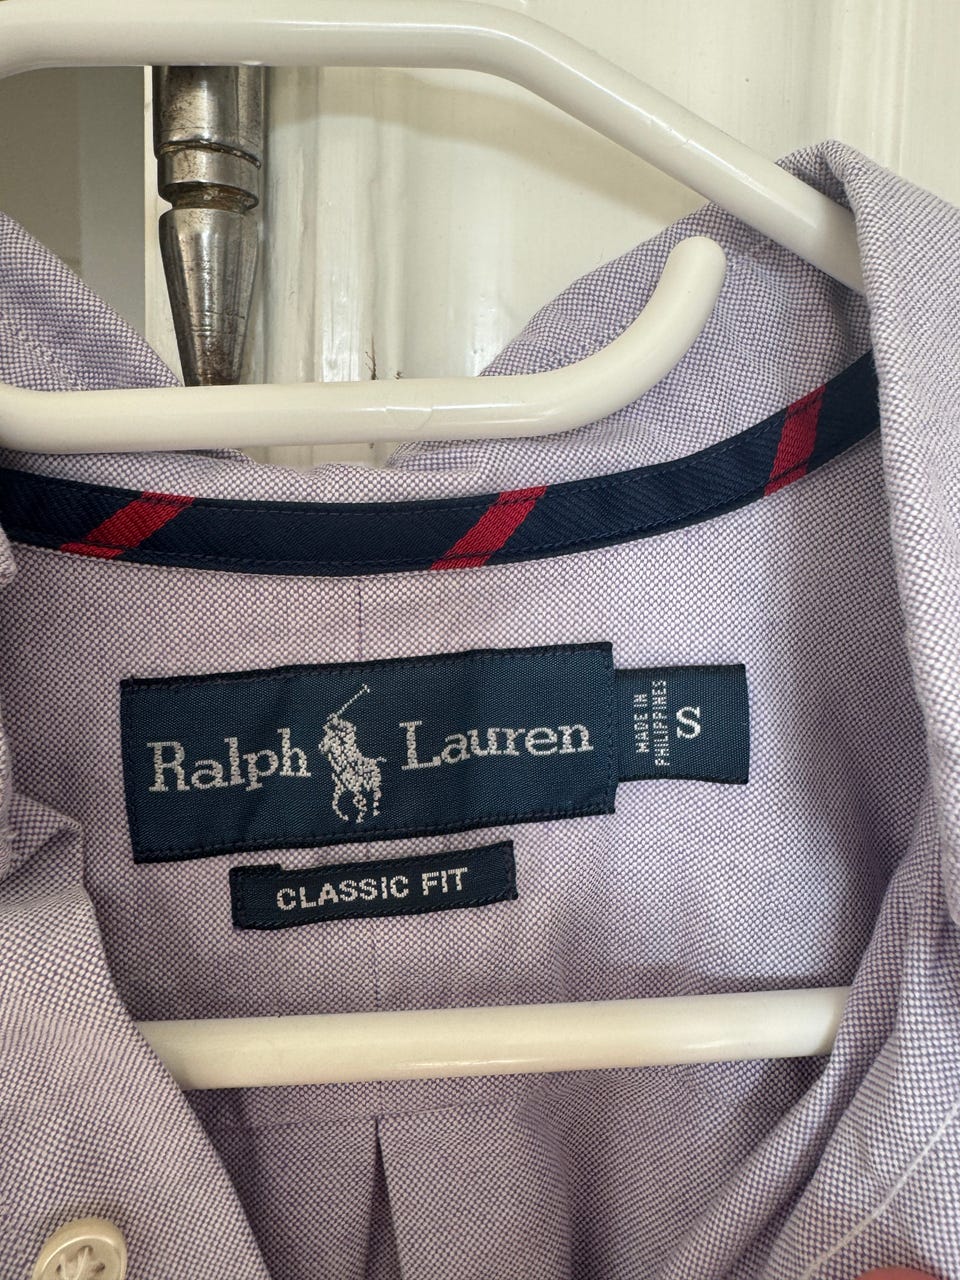 Ralph Lauren
MADE IN
PHILIPPINES
S
CLASSIC FIT